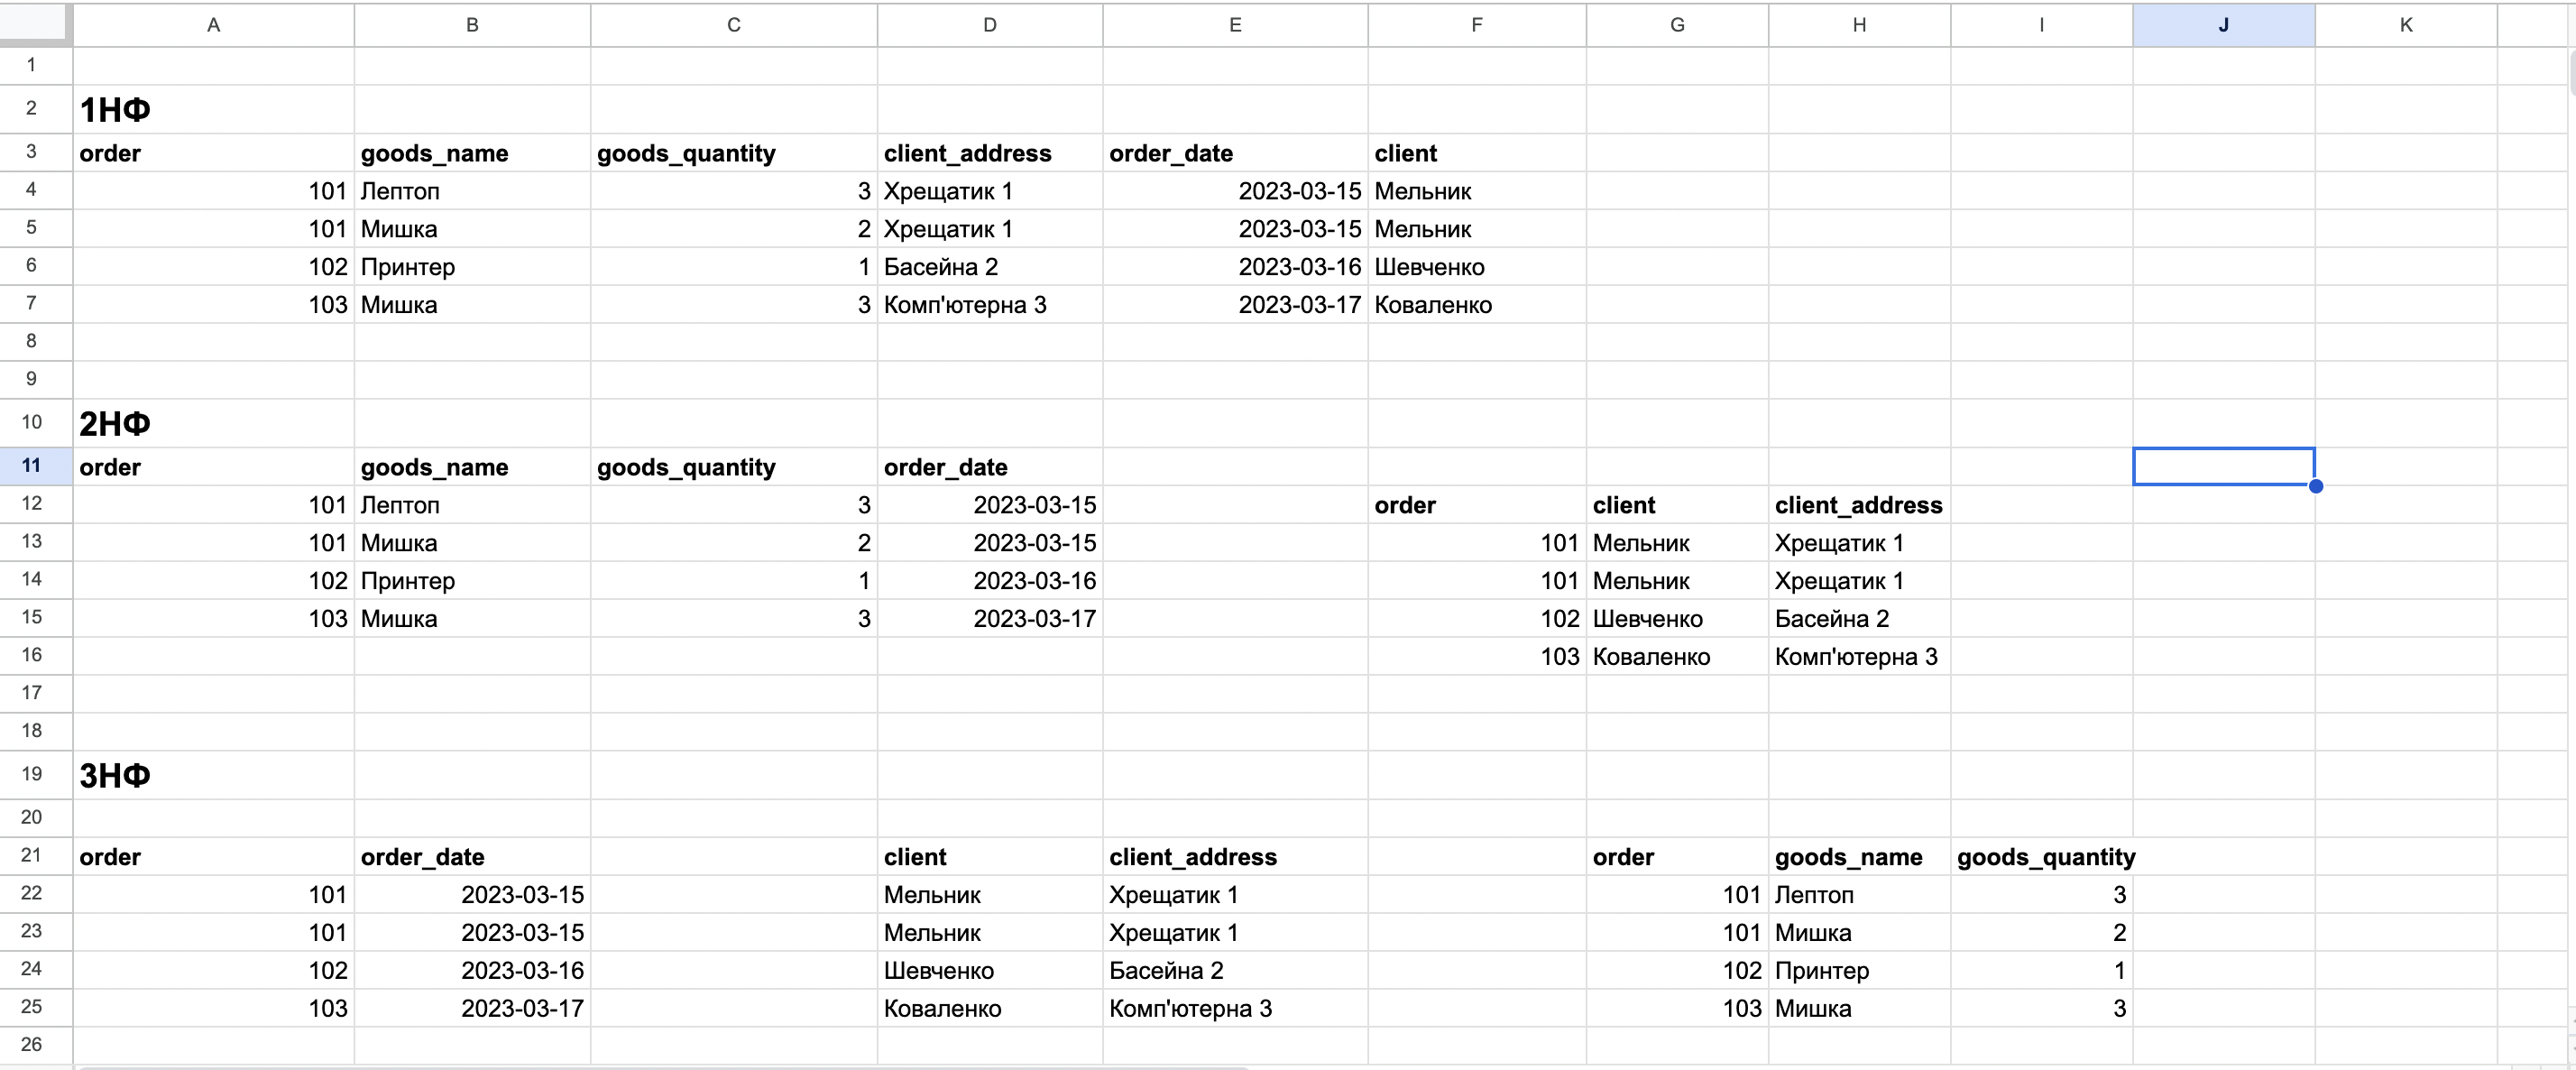 A B C D E F G H I J K
1
2 1НФ
3 order goods_name goods_quantity client_address order_date client
4 101 Лептоп 3 Хрещатик 1 2023-03-15 Мельник
5 101 Мишка 2 Хрещатик 1 2023-03-15 Мельник
6 102 Принтер 1 Басейна 2 2023-03-16 Шевченко
7 103 Мишка 3 Комп'ютерна 3 2023-03-17 Коваленко
8
9
10 2НФ
11 order goods_name goods_quantity order_date
12 101 Лептоп 3 2023-03-15 order client client_address
13 101 Мишка 2 2023-03-15 101 Мельник Хрещатик 1
14 102 Принтер 1 2023-03-16 101 Мельник Хрещатик 1
15 103 Мишка 3 2023-03-17 102 Шевченко Басейна 2
16 103 Коваленко Комп'ютерна 3
17
18
19 3НФ
20
21 order order_date client client_address order goods_name goods_quantity
22 101 2023-03-15 Мельник Хрещатик 1 101 Лептоп 3
23 101 2023-03-15 Мельник Хрещатик 1 101 Мишка 2
24 102 2023-03-16 Шевченко Басейна 2 102 Принтер 1
25 103 2023-03-17 Коваленко Комп'ютерна 3 103 Мишка 3
26